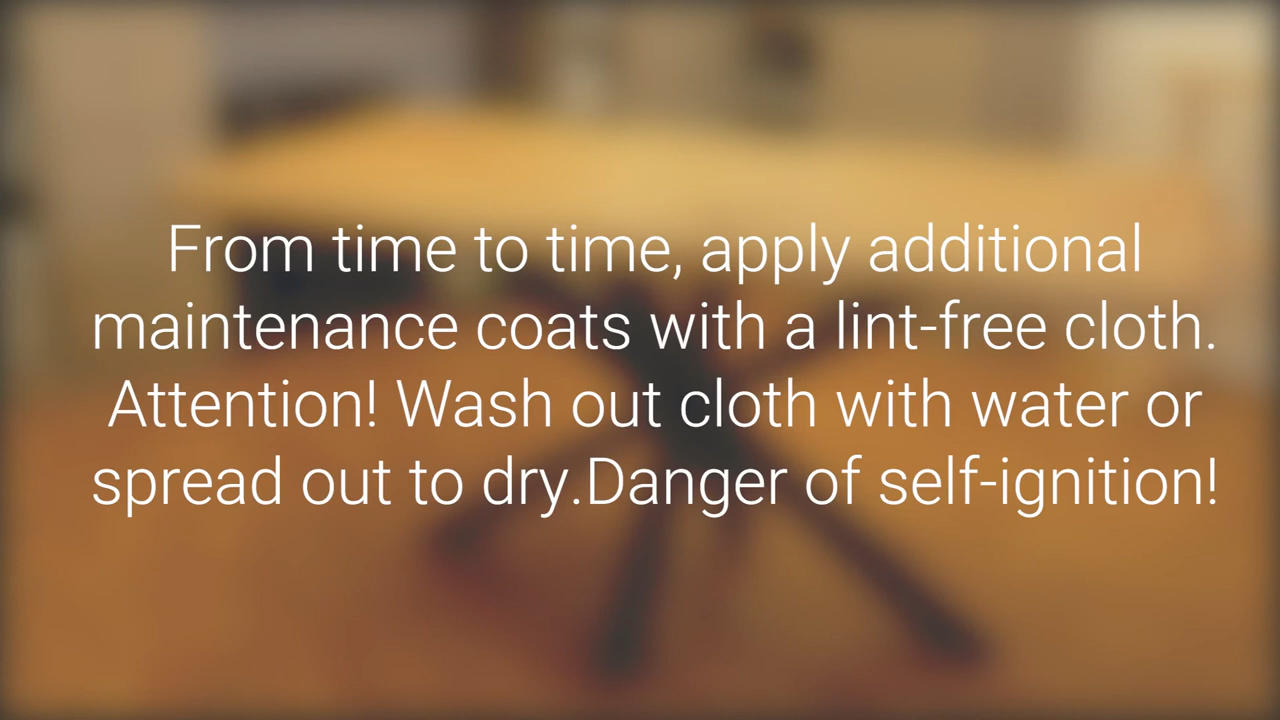 From time to time, apply additional
maintenance coats with a lint-free cloth.
Attention! Wash out cloth with water or
spread out to dry.Danger of self-ignition!